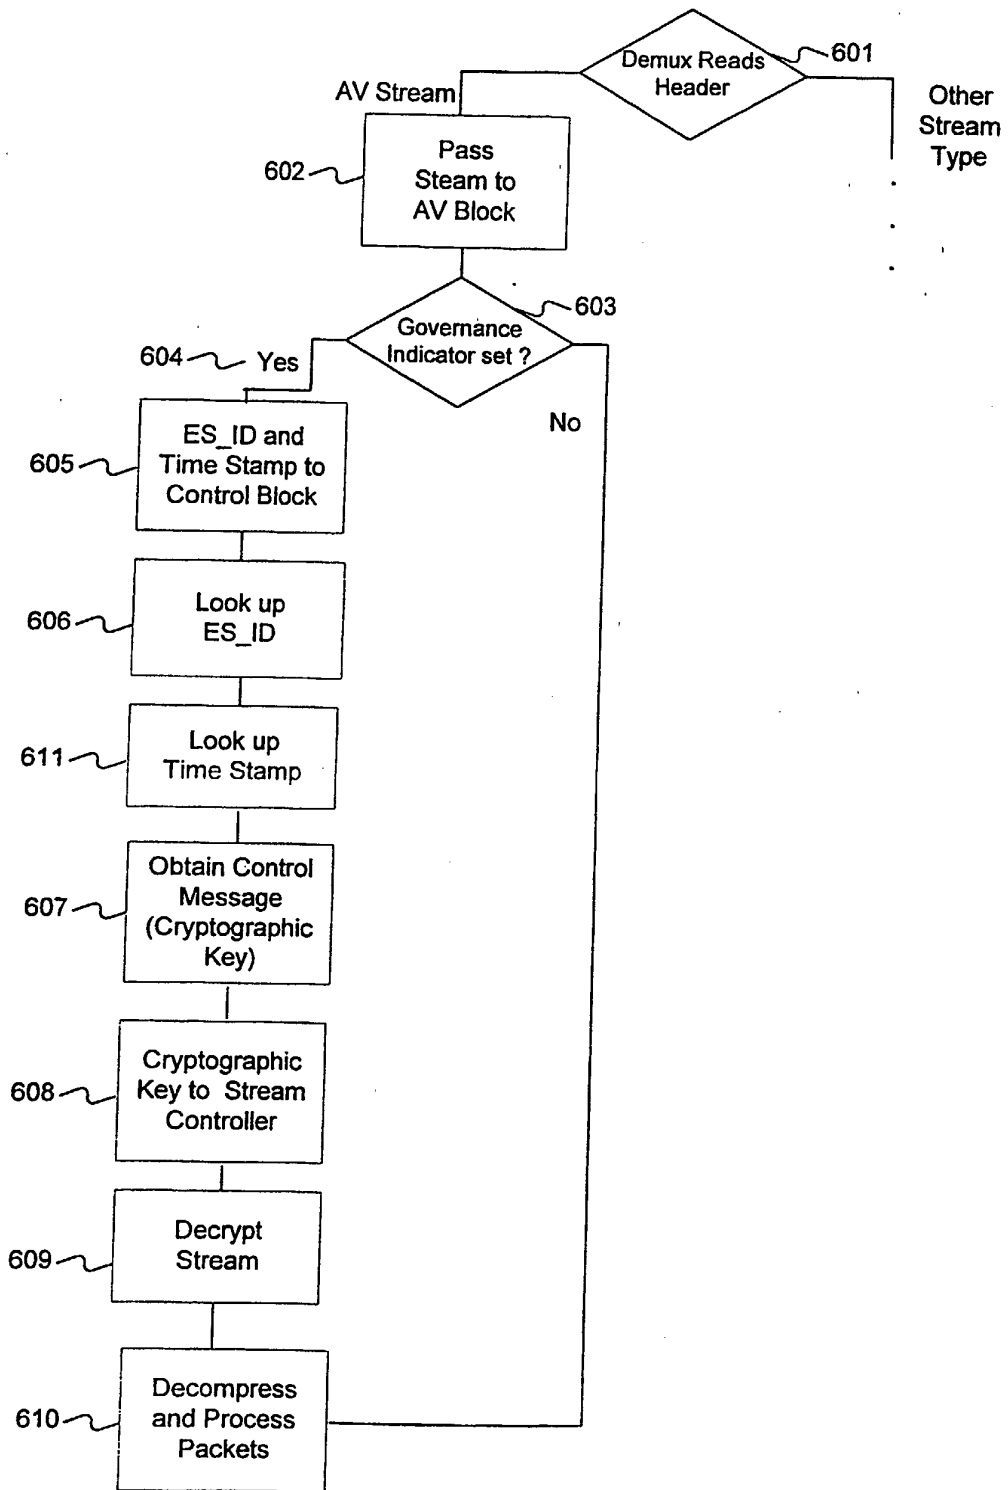 Demux Reads
Header
601
AV Stream
Other
Stream
Type
602
Pass
Steam to
AV Block
603
Governance
Indicator set ?
604
Yes
No
605
ES_ID and
Time Stamp to
Control Block
606
Look up
ES_ID
611
Look up
Time Stamp
607
Obtain Control
Message
(Cryptographic
Key)
608
Cryptographic
Key to Stream
Controller
609
Decrypt
Stream
610
Decompress
and Process
Packets